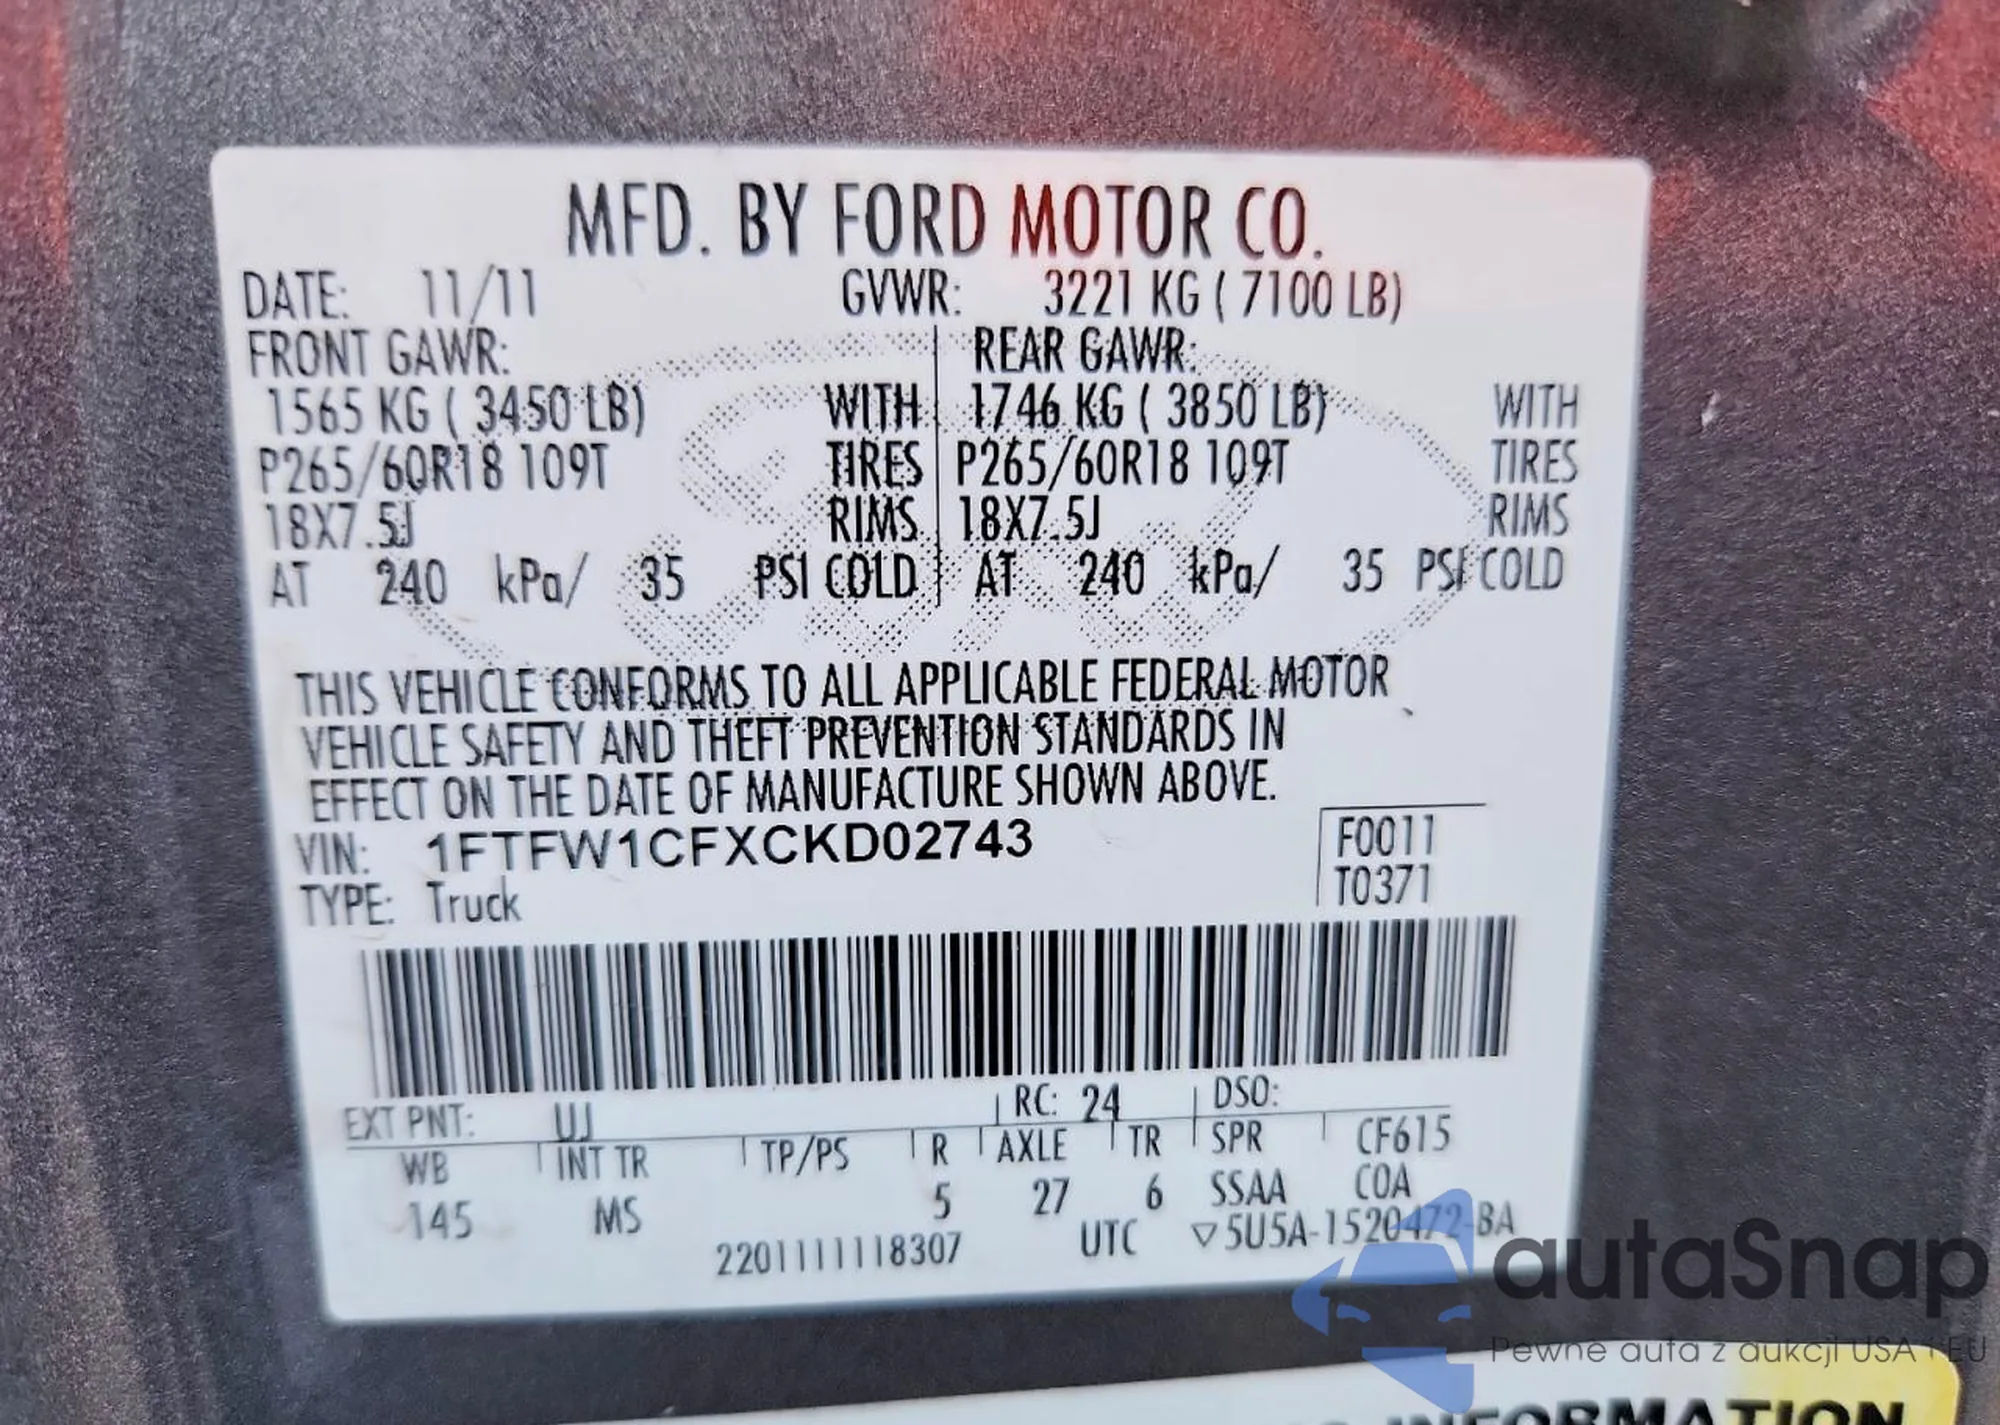 MFD. BY FORD MOTOR CO.
DATE: 11/11 GVWR: 3221 KG ( 7100 LB)
FRONT GAWR: REAR GAWR:
1565 KG ( 3450 LB) WITH 1746 KG ( 3850 LB) WITH
P265/60R18 109T TIRES P265/60R18 109T TIRES
18X7.5J RIMS 18X7.5J RIMS
AT 240 kPa/ 35 PSI COLD AT 240 kPa/ 35 PSI COLD
THIS VEHICLE CONFORMS TO ALL APPLICABLE FEDERAL MOTOR
VEHICLE SAFETY AND THEFT PREVENTION STANDARDS IN
EFFECT ON THE DATE OF MANUFACTURE SHOWN ABOVE.
VIN: 1FTFW1CFXCKD02743 F0011
TYPE: Truck T0371
EXT PNT: UJ RC: 24 DSO:
WB INT TR TP/PS R AXLE TR SPR CF615
145 MS 5 27 6 SSAA COA
2201111118307 UTC ▽5U5A-1520472-BA
autaSnap
Pewne auta z aukcji USA i EU
INFORMATION